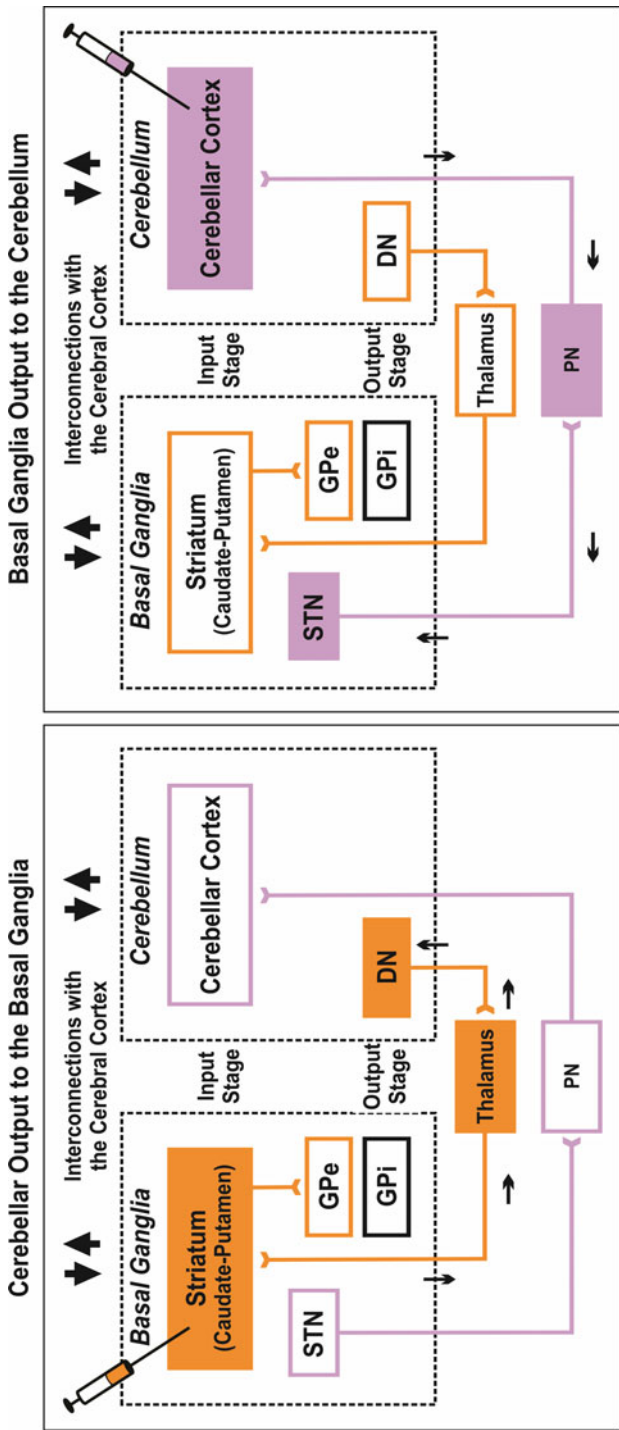 Cerebellar Output to the Basal Ganglia
Interconnections with
the Cerebral Cortex
Basal Ganglia
Cerebellum
Striatum
(Caudate-Putamen)
Input
Stage
Cerebellar Cortex
STN
GPe
GPi
Output
Stage
DN
Thalamus
PN
Basal Ganglia Output to the Cerebellum
Interconnections with
the Cerebral Cortex
Basal Ganglia
Cerebellum
Striatum
(Caudate-Putamen)
Input
Stage
Cerebellar Cortex
STN
GPe
GPi
Output
Stage
DN
Thalamus
PN